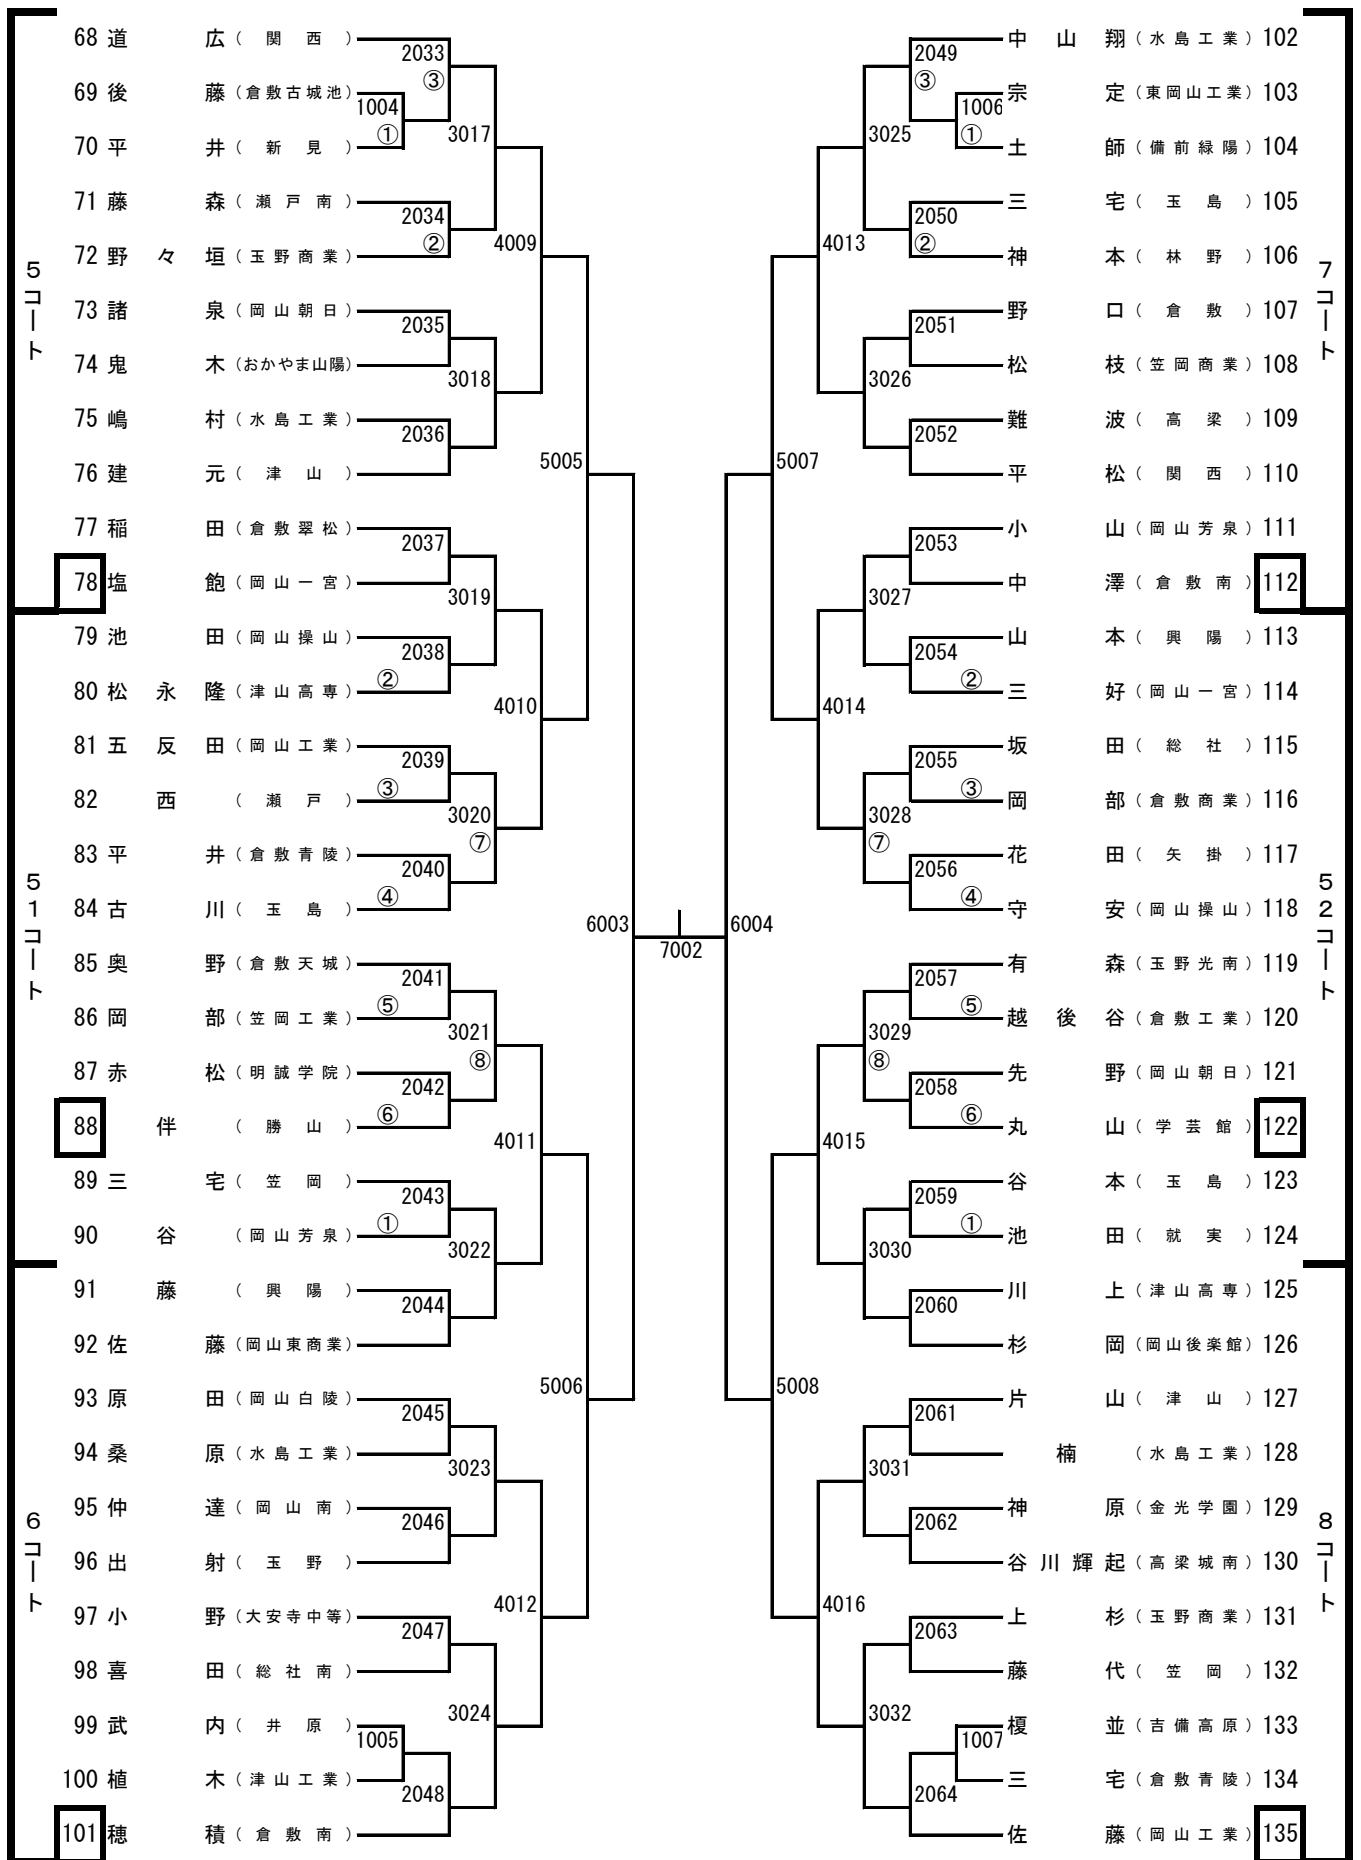 68 道広（関西）
69 後藤（倉敷古城池）
70 平井（新見）
71 藤森（瀬戸南）
72 野々垣（玉野商業）
73 諸泉（岡山朝日）
74 鬼木（おかやま山陽）
75 嶋村（水島工業）
76 建元（津山）
77 稲田（倉敷翠松）
78 塩飽（岡山一宮）
79 池田（岡山操山）
80 松永隆（津山高専）
81 五反田（岡山工業）
82 西（瀬戸）
83 平井（倉敷青陵）
84 古川（玉島）
85 奥野（倉敷天城）
86 岡部（笠岡工業）
87 赤松（明誠学院）
88 伴（勝山）
89 三宅（笠岡）
90 谷（岡山芳泉）
91 藤（興陽）
92 佐藤（岡山東商業）
93 原田（岡山白陵）
94 桑原（水島工業）
95 仲達（岡山南）
96 出射（玉野）
97 小野（大安寺中等）
98 喜田（総社南）
99 武内（井原）
100 植木（津山工業）
101 穂積（倉敷南）
5コート
51コート
6コート
1004 ①
1005
2033 ③
2034 ②
2035
2036
2037
2038 ②
2039 ③
2040 ④
2041 ⑤
2042 ⑥
2043 ①
2044
2045
2046
2047
2048
3017
3018
3019
3020 ⑦
3021 ⑧
3022
3023
3024
4009
4010
4011
4012
5005
5006
6003
7002
6004
5007
5008
4013
4014
4015
4016
3025
3026
3027
3028 ⑦
3029 ⑧
3030
3031
3032
2049 ③
2050 ②
2051
2052
2053
2054 ②
2055 ③
2056 ④
2057 ⑤
2058 ⑥
2059 ①
2060
2061
2062
2063
2064
1006 ①
1007
中山翔（水島工業）102
宗定（東岡山工業）103
土師（備前緑陽）104
三宅（玉島）105
神本（林野）106
野口（倉敷）107
松枝（笠岡商業）108
難波（高梁）109
平松（関西）110
小山（岡山芳泉）111
中澤（倉敷南）112
山本（興陽）113
三好（岡山一宮）114
坂田（総社）115
岡部（倉敷商業）116
花田（矢掛）117
守安（岡山操山）118
有森（玉野光南）119
越後谷（倉敷工業）120
先野（岡山朝日）121
丸山（学芸館）122
谷本（玉島）123
池田（就実）124
川上（津山高専）125
杉岡（岡山後楽館）126
片山（津山）127
楠（水島工業）128
神原（金光学園）129
谷川輝起（高梁城南）130
上杉（玉野商業）131
藤代（笠岡）132
榎並（吉備高原）133
三宅（倉敷青陵）134
佐藤（岡山工業）135
7コート
52コート
8コート